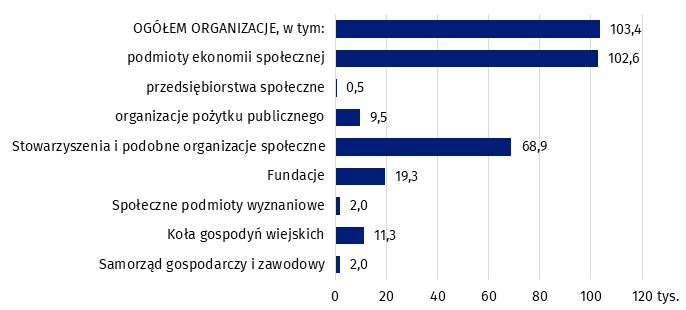 OGÓŁEM ORGANIZACJE, w tym: 103,4
podmioty ekonomii społecznej 102,6
przedsiębiorstwa społeczne 0,5
organizacje pożytku publicznego 9,5
Stowarzyszenia i podobne organizacje społeczne 68,9
Fundacje 19,3
Społeczne podmioty wyznaniowe 2,0
Koła gospodyń wiejskich 11,3
Samorząd gospodarczy i zawodowy 2,0
0 20 40 60 80 100 120 tys.